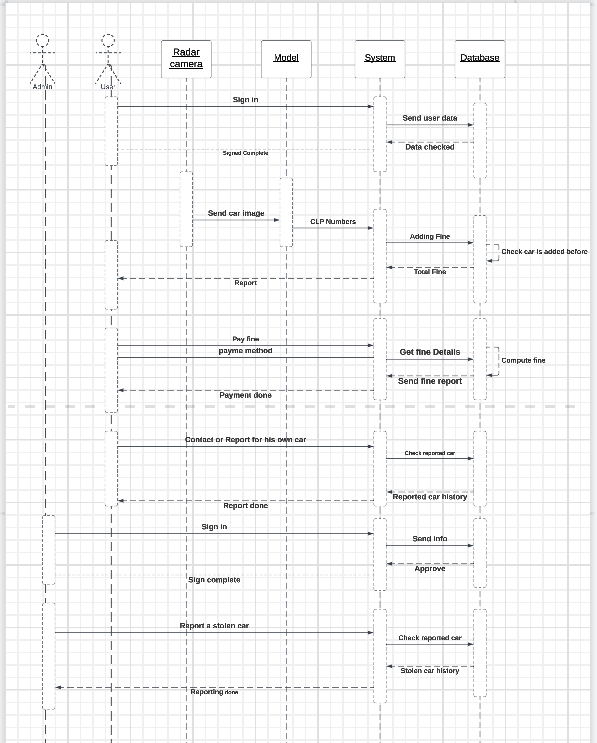 Radar
camera
Model
System
Database
Admin
User
Sign in
Send user data
Data checked
Signed Complete
Send car image
CLP Numbers
Adding Fine
Check car is added before
Total Fine
Report
Pay fine
payme method
Get fine Details
Compute fine
Send fine report
Payment done
Contact or Report for his own car
Check reported car
Reported car history
Report done
Sign in
Send info
Approve
Sign complete
Report a stolen car
Check reported car
Stolen car history
Reporting done